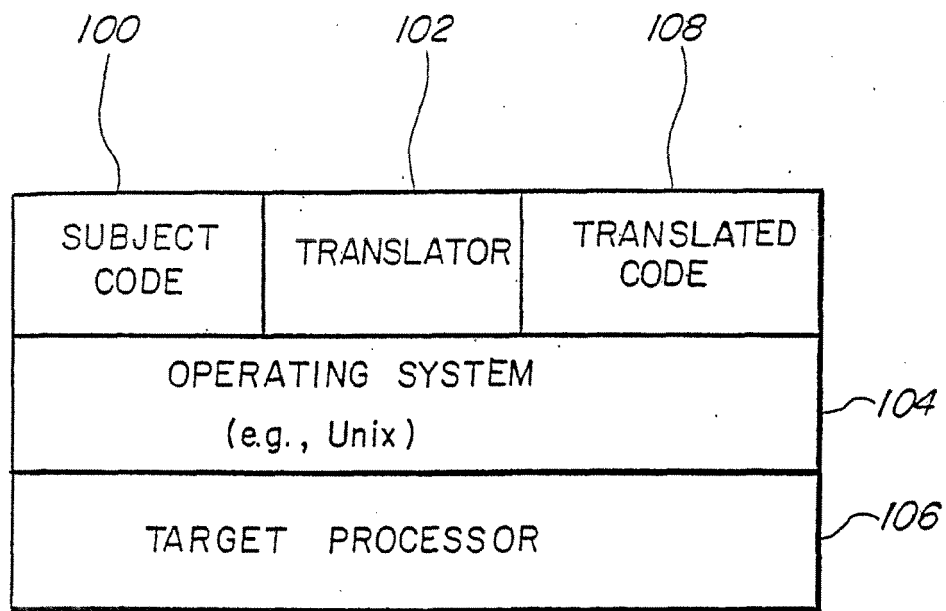 100 102 108
SUBJECT
CODE
TRANSLATOR
TRANSLATED
CODE
OPERATING SYSTEM
(e.g., Unix)
104
TARGET PROCESSOR
106